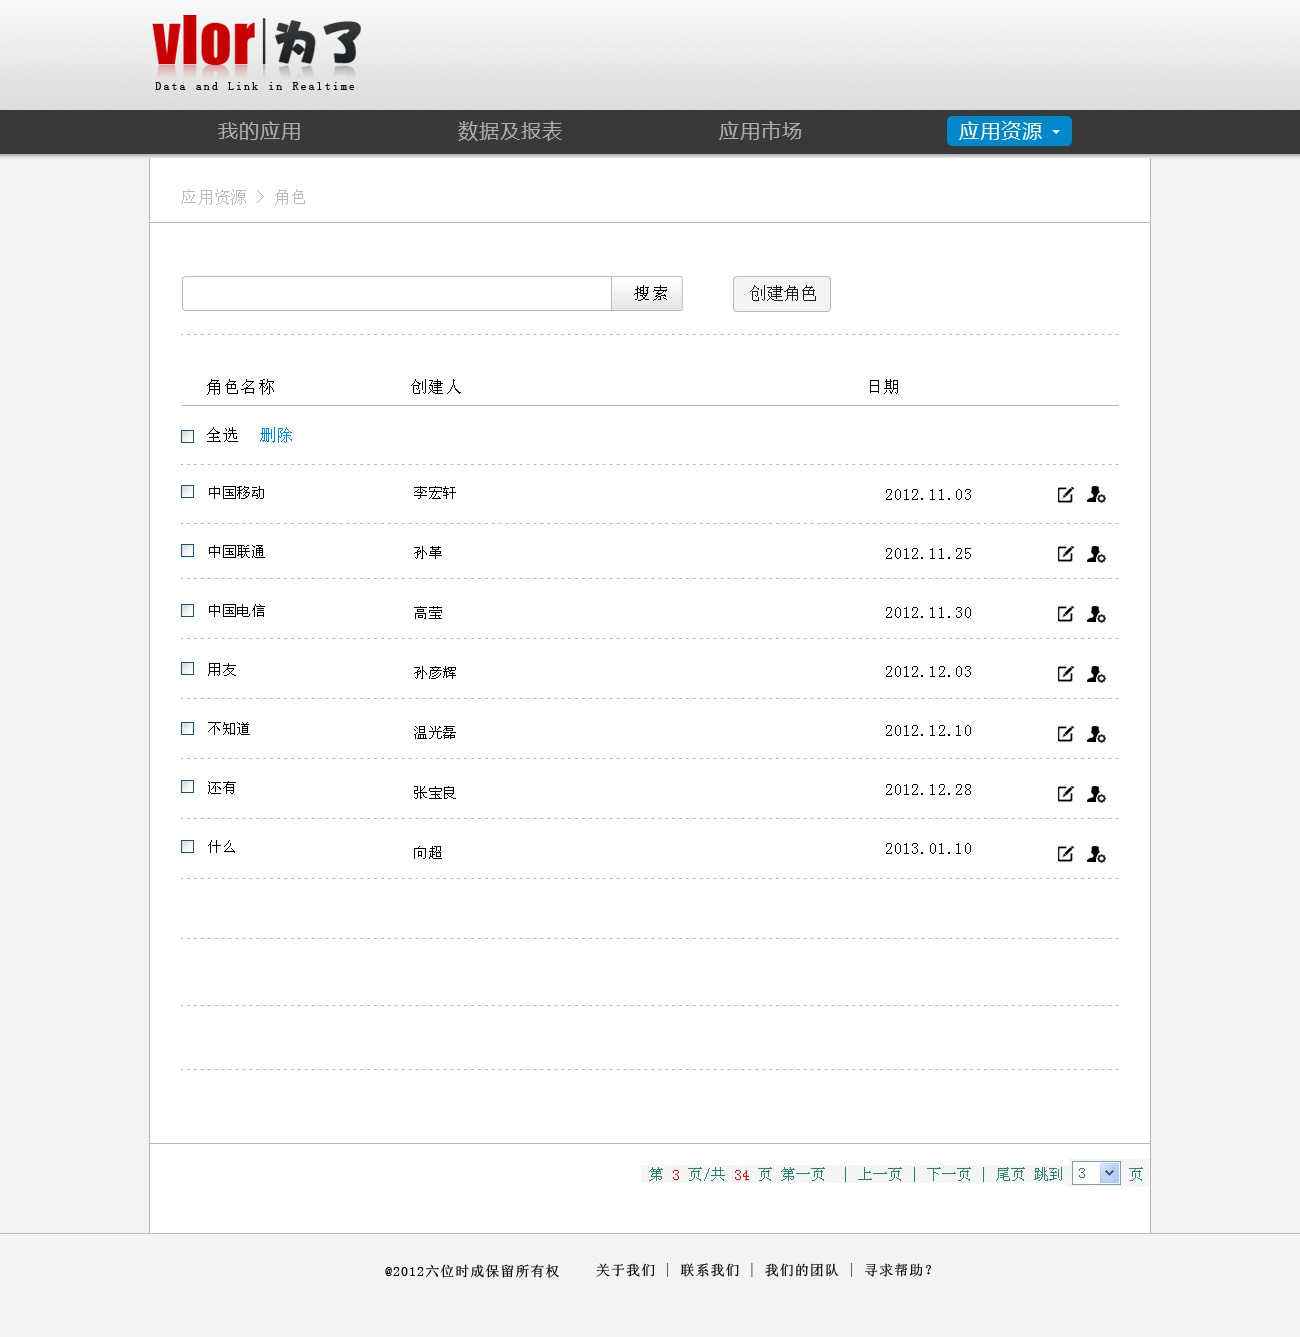 vlor|为了
Data and Link in Realtime
我的应用 数据及报表 应用市场 应用资源
应用资源 > 角色
搜索 创建角色
角色名称 创建人 日期
全选 删除
中国移动 李宏轩 2012.11.03
中国联通 孙革 2012.11.25
中国电信 高莹 2012.11.30
用友 孙彦辉 2012.12.03
不知道 温光磊 2012.12.10
还有 张宝良 2012.12.28
什么 向超 2013.01.10
第 3 页/共 34 页 第一页 | 上一页 | 下一页 | 尾页 跳到 3 页
@2012六位时成保留所有权 关于我们 | 联系我们 | 我们的团队 | 寻求帮助?